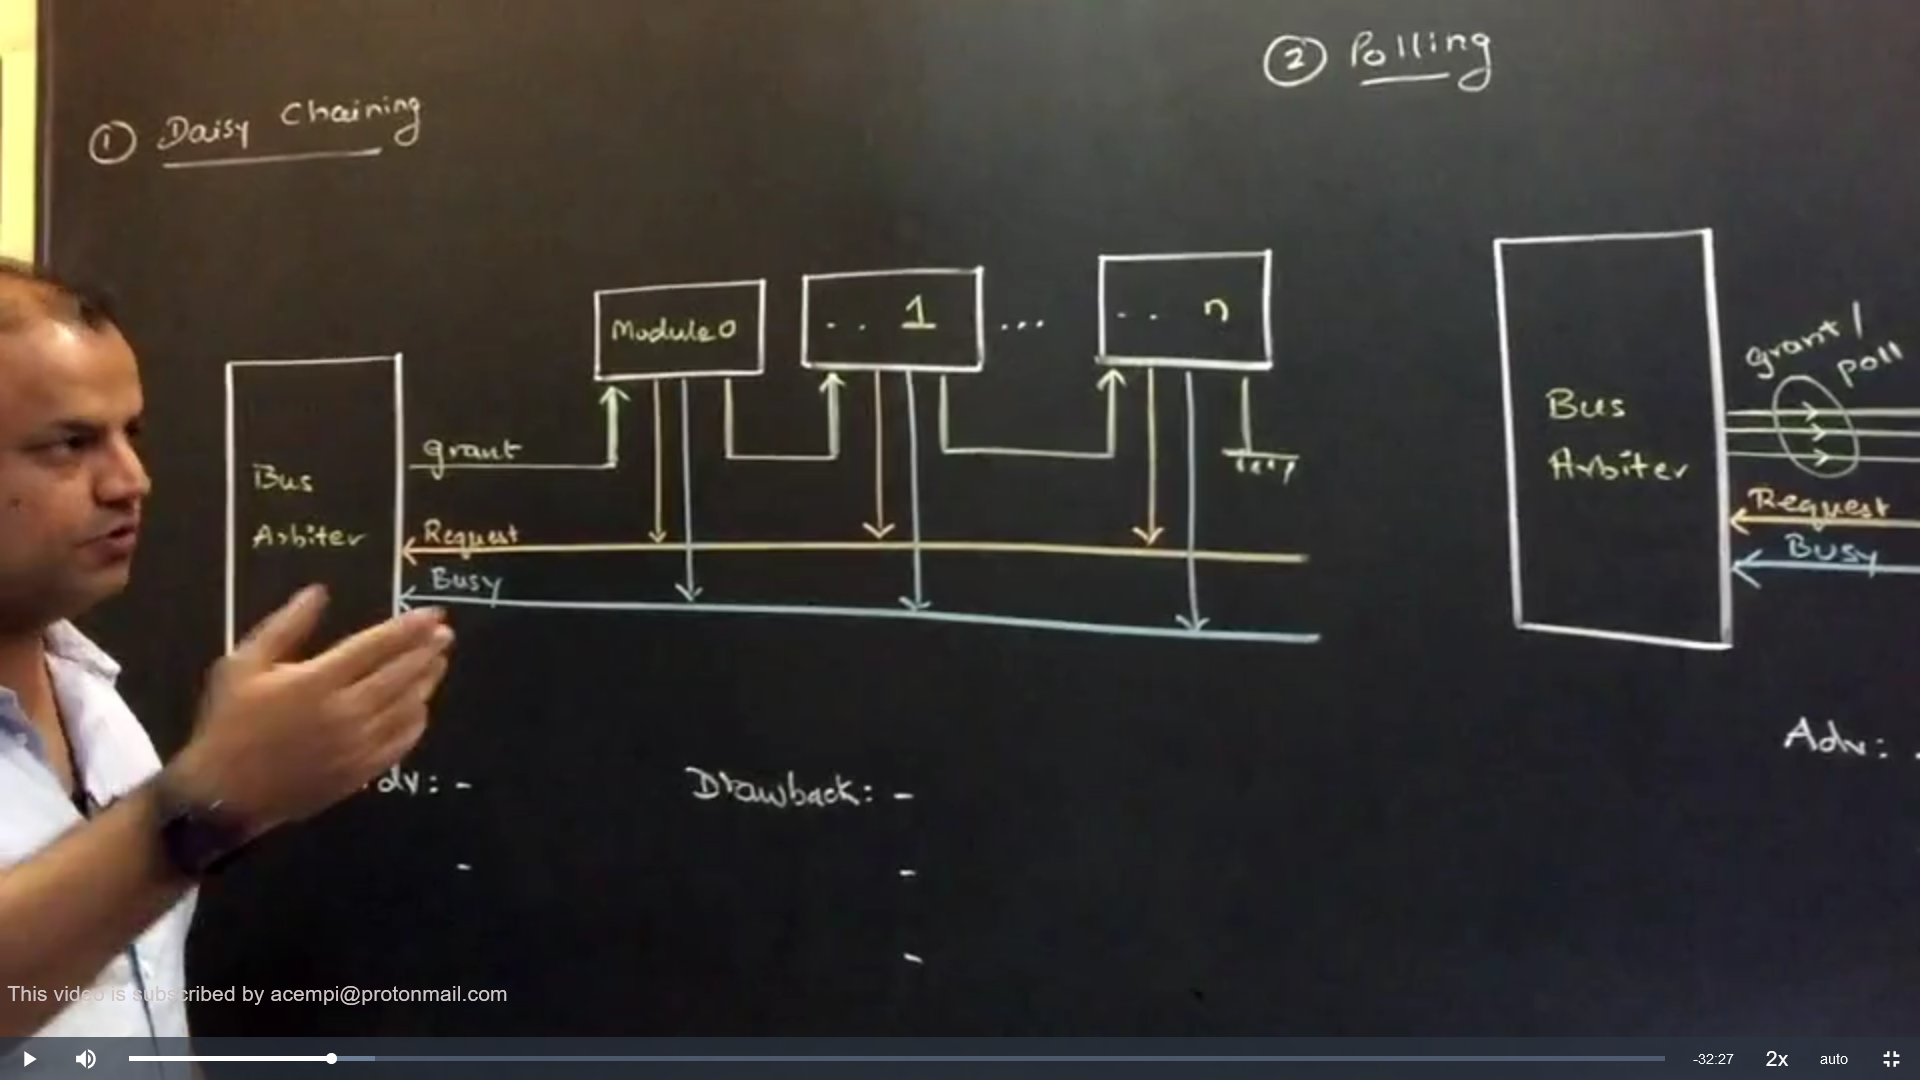 ① Daisy Chaining
② Polling
Module 0
. . 1
...
. . n
Bus
Arbiter
grant
Request
Busy
Bus
Arbiter
grant /
poll
Request
Busy
dv: -
-
Drawback: -
-
-
Adv: -
This video is subscribed by acempi@protonmail.com
-32:27
2x
auto